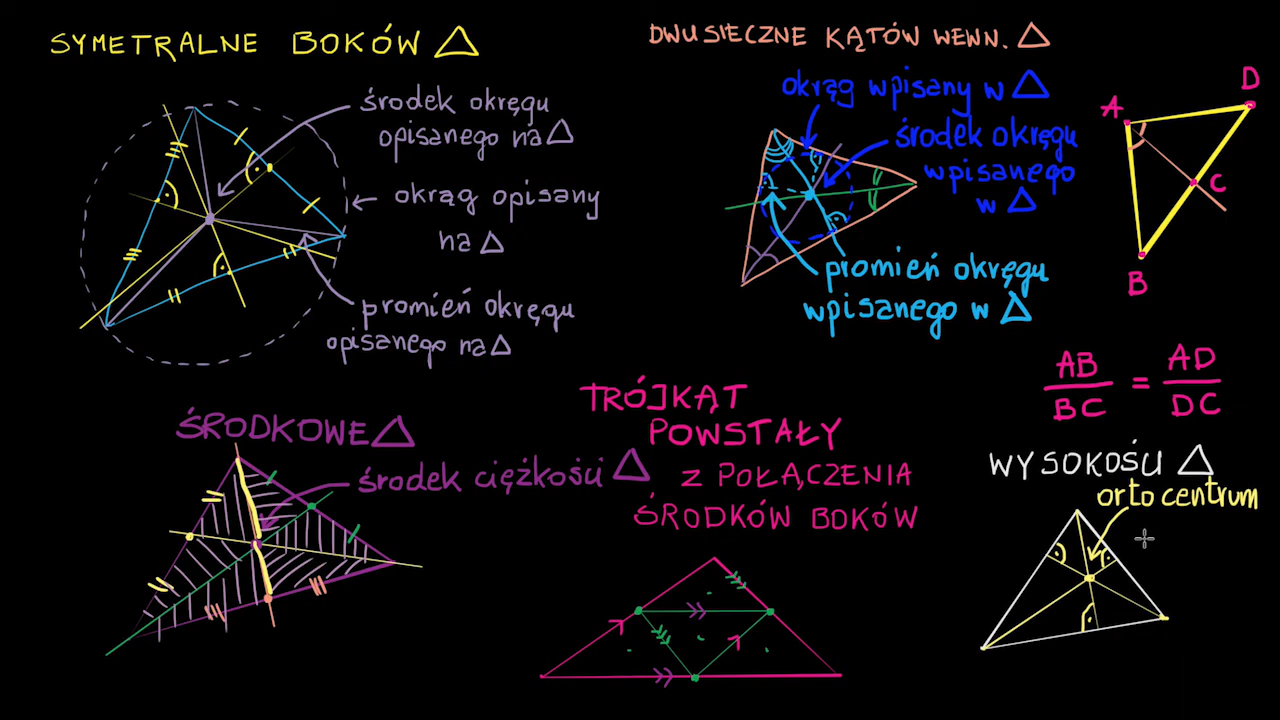 SYMETRALNE BOKÓW △
środek okręgu
opisanego na △
okrąg opisany
na △
promień okręgu
opisanego na △
DWUSIECZNE KĄTÓW WEWN. △
okrąg wpisany w △
środek okręgu
wpisanego
w △
promień okręgu
wpisanego w △
D
A
C
B
AB/BC = AD/DC
ŚRODKOWE △
środek ciężkości △
TRÓJKĄT
POWSTAŁY
Z POŁĄCZENIA
ŚRODKÓW BOKÓW
WYSOKOŚCI △
ortocentrum